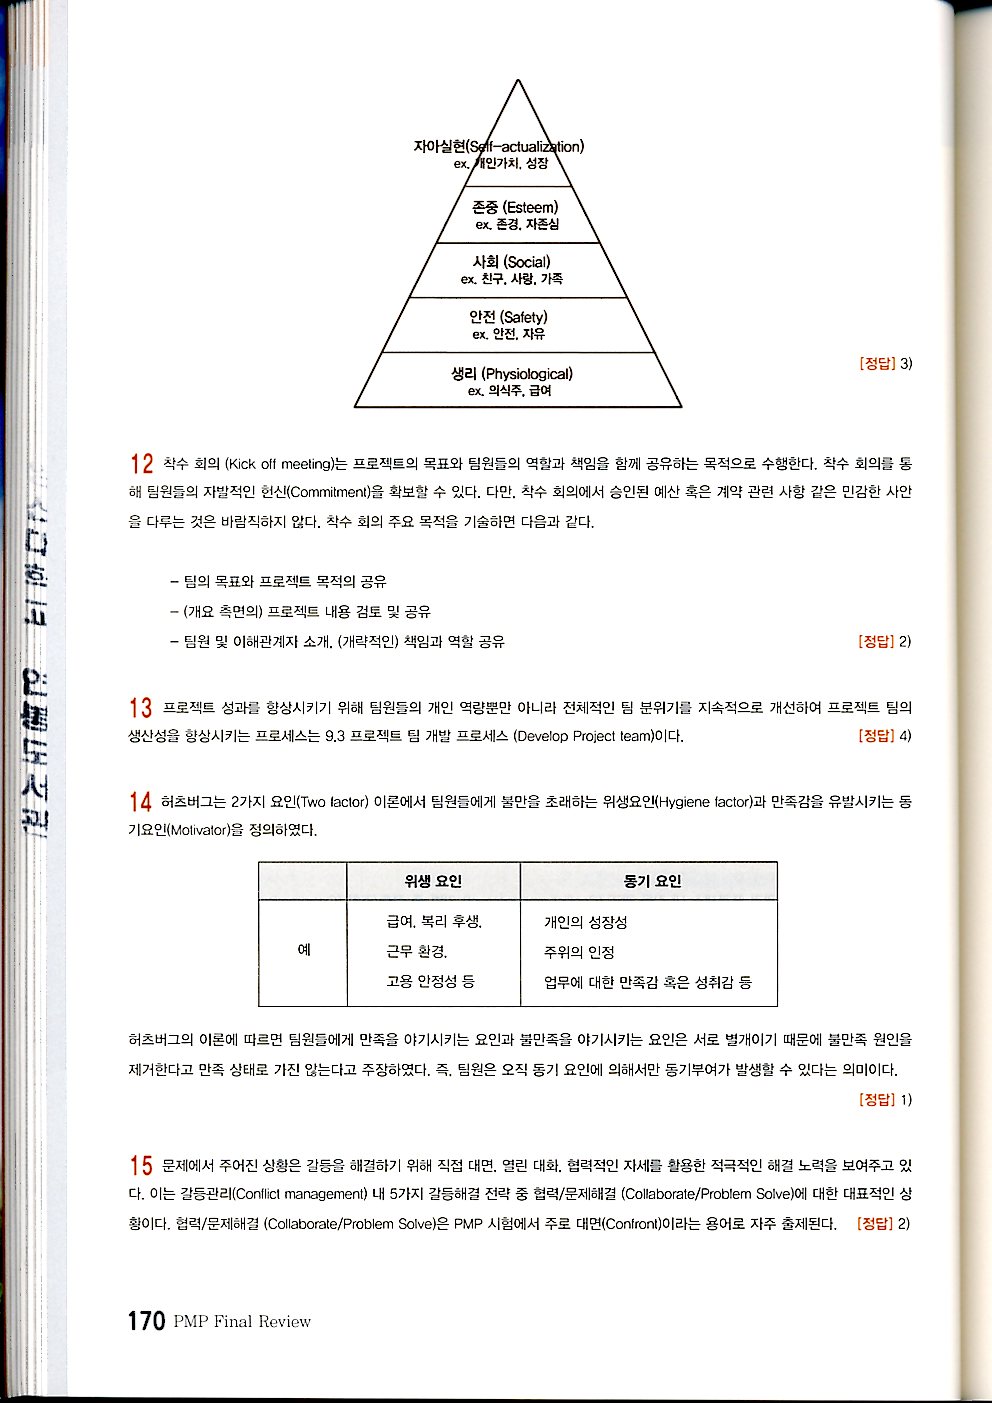 자아실현(Self-actualization)
ex. 개인가치, 성장
존중 (Esteem)
ex. 존경, 자존심
사회 (Social)
ex. 친구, 사랑, 가족
안전 (Safety)
ex. 안전, 자유
생리 (Physiological)
ex. 의식주, 급여
[정답] 3)
12 착수 회의 (Kick off meeting)는 프로젝트의 목표와 팀원들의 역할과 책임을 함께 공유하는 목적으로 수행한다. 착수 회의를 통
해 팀원들의 자발적인 헌신(Commitment)을 확보할 수 있다. 다만, 착수 회의에서 승인된 예산 혹은 계약 관련 사항 같은 민감한 사안
을 다루는 것은 바람직하지 않다. 착수 회의 주요 목적을 기술하면 다음과 같다.
- 팀의 목표와 프로젝트 목적의 공유
- (개요 측면의) 프로젝트 내용 검토 및 공유
- 팀원 및 이해관계자 소개, (개략적인) 책임과 역할 공유 [정답] 2)
13 프로젝트 성과를 향상시키기 위해 팀원들의 개인 역량뿐만 아니라 전체적인 팀 분위기를 지속적으로 개선하여 프로젝트 팀의
생산성을 향상시키는 프로세스는 9.3 프로젝트 팀 개발 프로세스 (Develop Project team)이다. [정답] 4)
14 허츠버그는 2가지 요인(Two factor) 이론에서 팀원들에게 불만을 초래하는 위생요인(Hygiene factor)과 만족감을 유발시키는 동
기요인(Motivator)을 정의하였다.
위생 요인 동기 요인
급여, 복리 후생, 개인의 성장성
예 근무 환경, 주위의 인정
고용 안정성 등 업무에 대한 만족감 혹은 성취감 등
허츠버그의 이론에 따르면 팀원들에게 만족을 야기시키는 요인과 불만족을 야기시키는 요인은 서로 별개이기 때문에 불만족 원인을
제거한다고 만족 상태로 가진 않는다고 주장하였다. 즉, 팀원은 오직 동기 요인에 의해서만 동기부여가 발생할 수 있다는 의미이다.
[정답] 1)
15 문제에서 주어진 상황은 갈등을 해결하기 위해 직접 대면, 열린 대화, 협력적인 자세를 활용한 적극적인 해결 노력을 보여주고 있
다. 이는 갈등관리(Conflict management) 내 5가지 갈등해결 전략 중 협력/문제해결 (Collaborate/Problem Solve)에 대한 대표적인 상
황이다. 협력/문제해결 (Collaborate/Problem Solve)은 PMP 시험에서 주로 대면(Confront)이라는 용어로 자주 출제된다. [정답] 2)
170 PMP Final Review